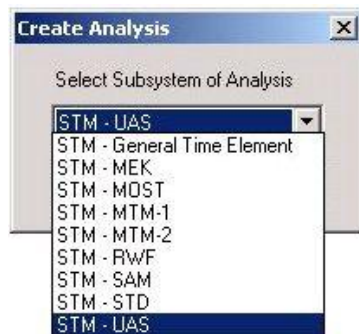 Create Analysis
Select Subsystem of Analysis
STM - UAS
STM - General Time Element
STM - MEK
STM - MOST
STM - MTM-1
STM - MTM-2
STM - RWF
STM - SAM
STM - STD
STM - UAS